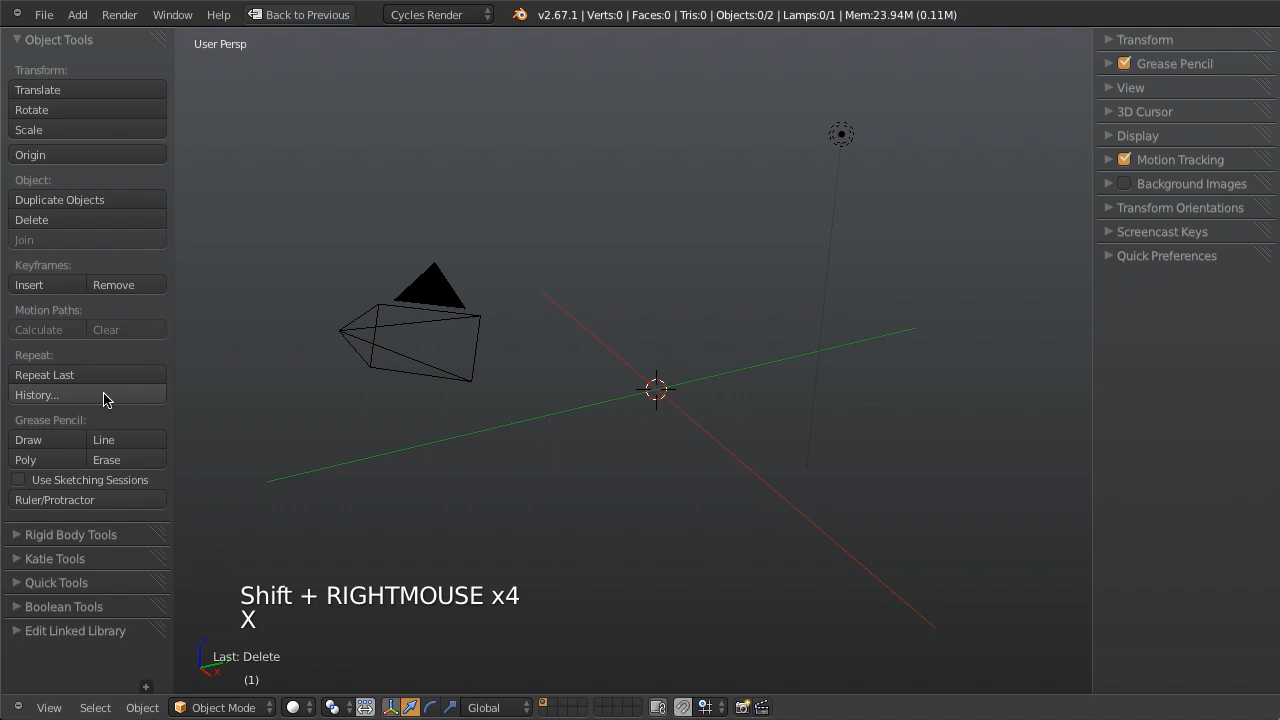 File Add Render Window Help Back to Previous Cycles Render v2.67.1 | Verts:0 | Faces:0 | Tris:0 | Objects:0/2 | Lamps:0/1 | Mem:23.94M (0.11M)
Object Tools
Transform:
Translate
Rotate
Scale
Origin
Object:
Duplicate Objects
Delete
Join
Keyframes:
Insert Remove
Motion Paths:
Calculate Clear
Repeat:
Repeat Last
History...
Grease Pencil:
Draw Line
Poly Erase
Use Sketching Sessions
Ruler/Protractor
Rigid Body Tools
Katie Tools
Quick Tools
Boolean Tools
Edit Linked Library
User Persp
Shift + RIGHTMOUSE x4
X
Last: Delete
(1)
Transform
Grease Pencil
View
3D Cursor
Display
Motion Tracking
Background Images
Transform Orientations
Screencast Keys
Quick Preferences
View Select Object Object Mode Global